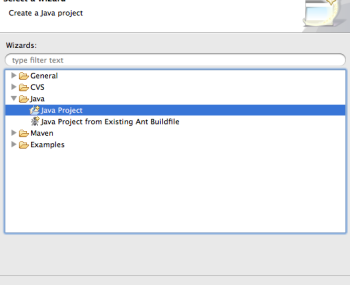 Select a wizard
Create a Java project
Wizards:
type filter text
General
CVS
Java
Java Project
Java Project from Existing Ant Buildfile
Maven
Examples